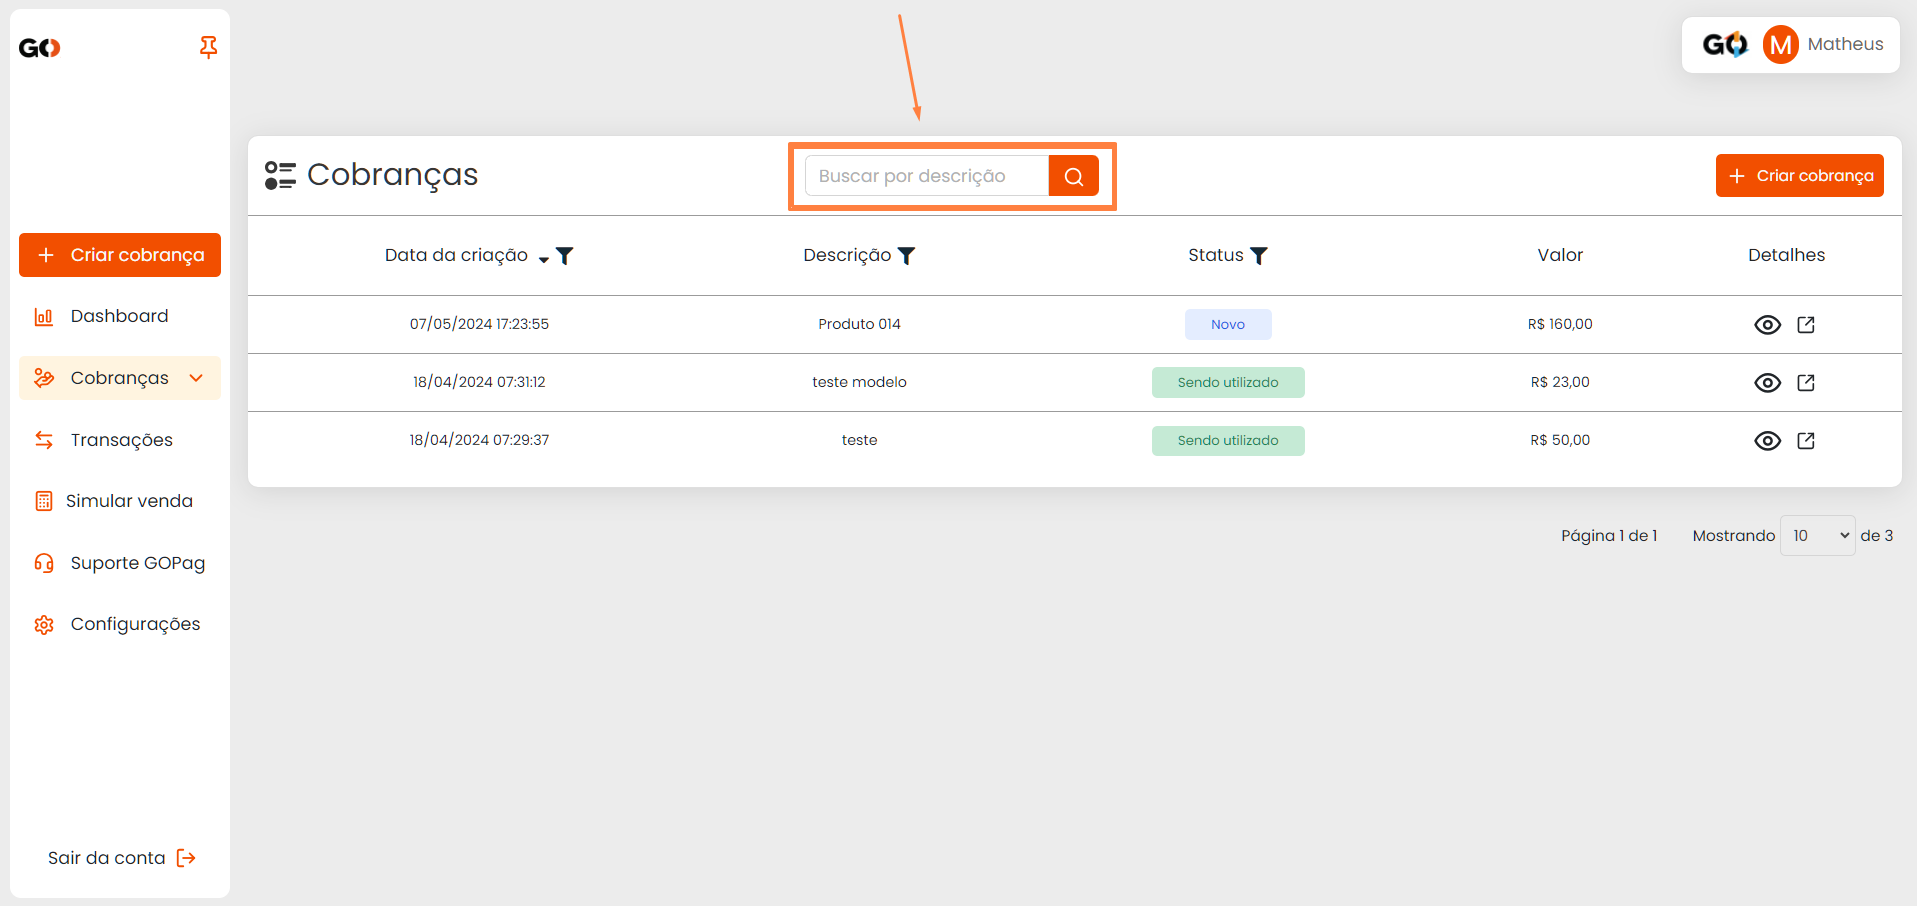 GO
GO M Matheus
Cobranças
Buscar por descrição
+ Criar cobrança
+ Criar cobrança
Dashboard
Cobranças
Transações
Simular venda
Suporte GOPag
Configurações
Sair da conta
Data da criação Descrição Status Valor Detalhes
07/05/2024 17:23:55 Produto 014 Novo R$ 160,00
18/04/2024 07:31:12 teste modelo Sendo utilizado R$ 23,00
18/04/2024 07:29:37 teste Sendo utilizado R$ 50,00
Página 1 de 1 Mostrando 10 de 3